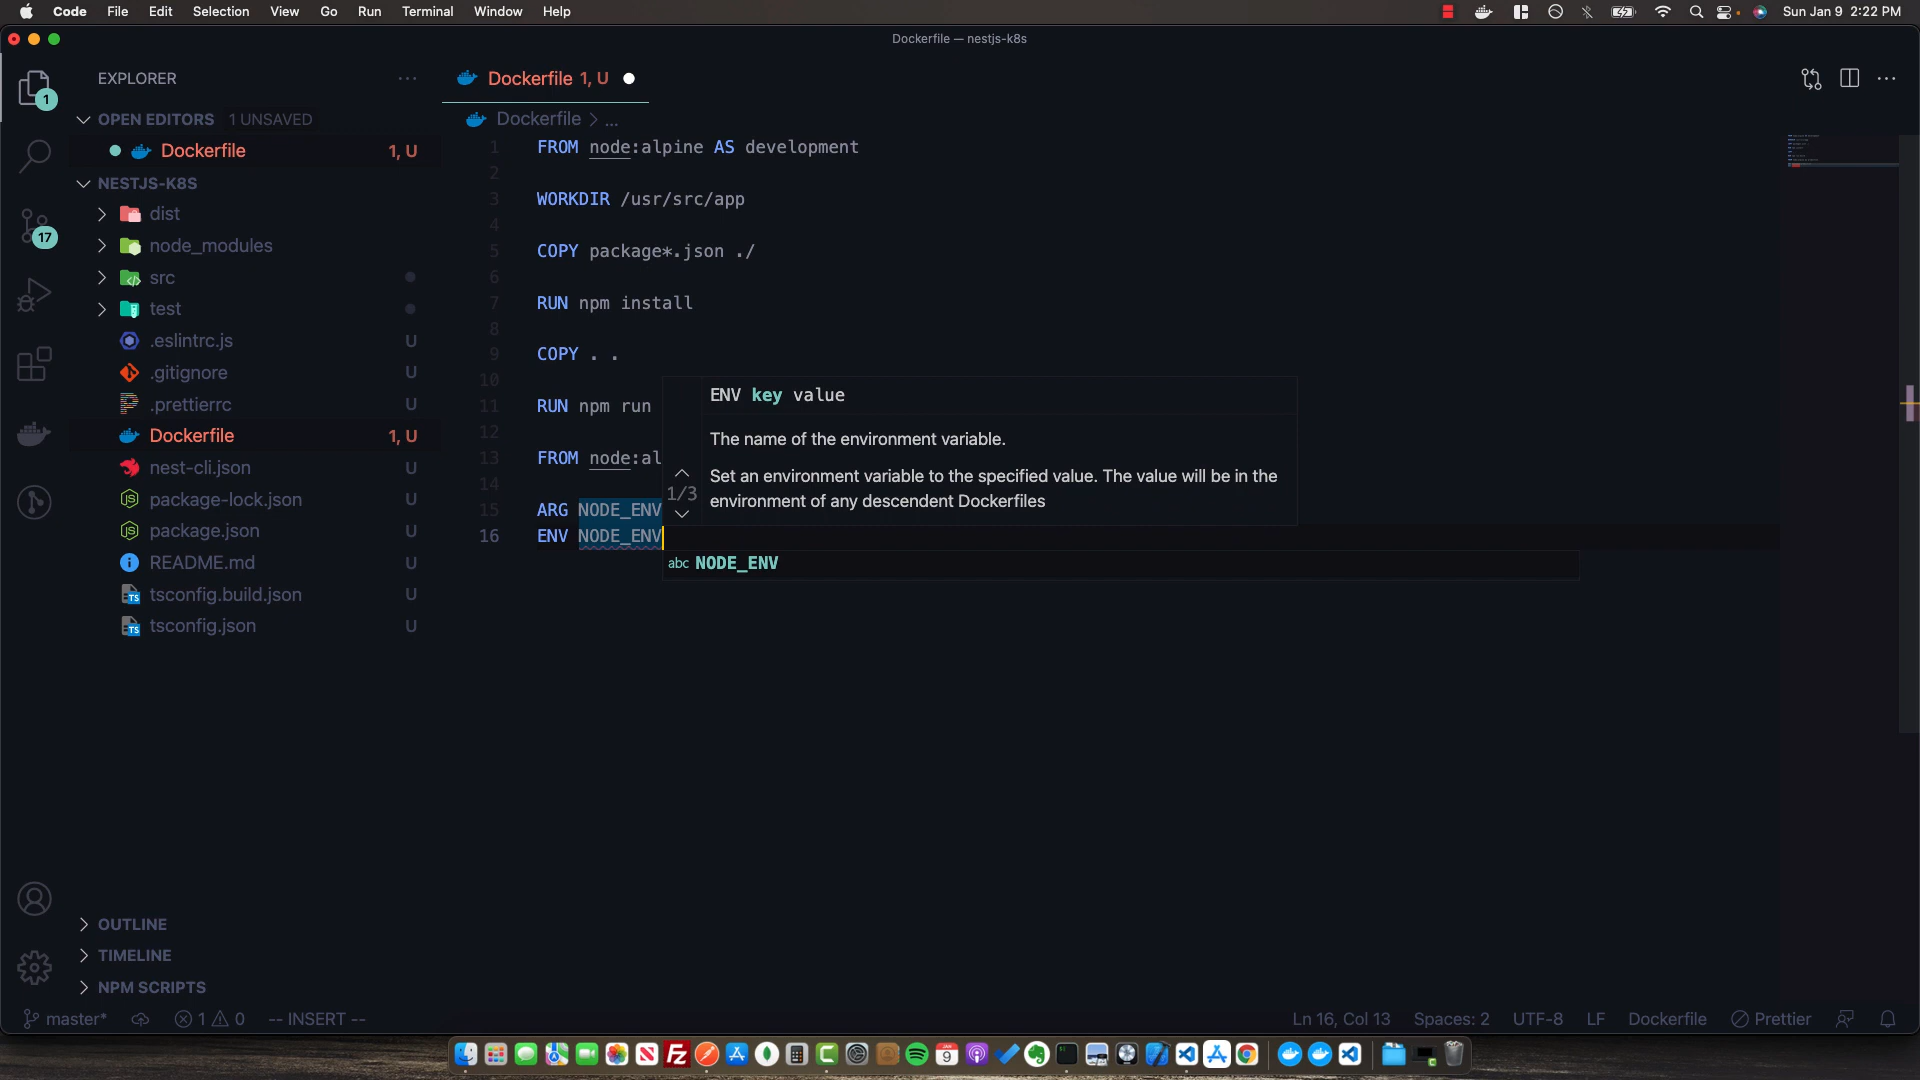 Code File Edit Selection View Go Run Terminal Window Help Sun Jan 9 2:22 PM
Dockerfile — nestjs-k8s
EXPLORER ···
Dockerfile 1, U
1
OPEN EDITORS 1 UNSAVED
Dockerfile > ...
Dockerfile 1, U
NESTJS-K8S
dist
17
node_modules
src
test
.eslintrc.js U
.gitignore U
.prettierrc U
Dockerfile 1, U
nest-cli.json U
package-lock.json U
package.json U
README.md U
tsconfig.build.json U
tsconfig.json U
1 FROM node:alpine AS development
2
3 WORKDIR /usr/src/app
4
5 COPY package*.json ./
6
7 RUN npm install
8
9 COPY . .
10
11 RUN npm run
12
13 FROM node:al
14
15 ARG NODE_ENV
16 ENV NODE_ENV
ENV key value
The name of the environment variable.
Set an environment variable to the specified value. The value will be in the
environment of any descendent Dockerfiles
1/3
abc NODE_ENV
OUTLINE
TIMELINE
NPM SCRIPTS
master* 1 0 -- INSERT -- Ln 16, Col 13 Spaces: 2 UTF-8 LF Dockerfile Prettier